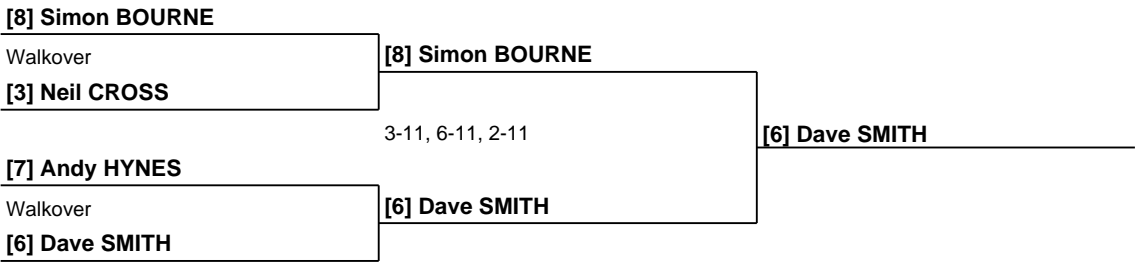 [8] Simon BOURNE
Walkover
[8] Simon BOURNE
[3] Neil CROSS
3-11, 6-11, 2-11
[6] Dave SMITH
[7] Andy HYNES
Walkover
[6] Dave SMITH
[6] Dave SMITH